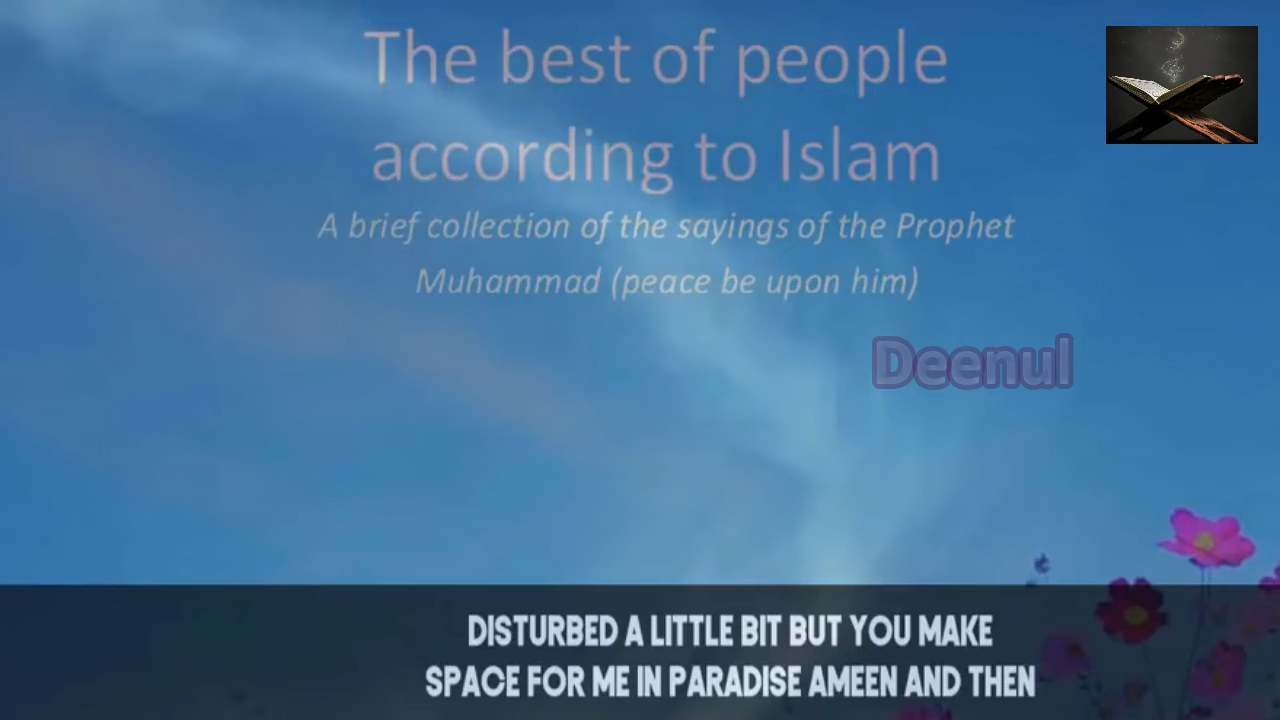 The best of people
according to Islam
A brief collection of the sayings of the Prophet
Muhammad (peace be upon him)
Deenul
DISTURBED A LITTLE BIT BUT YOU MAKE
SPACE FOR ME IN PARADISE AMEEN AND THEN